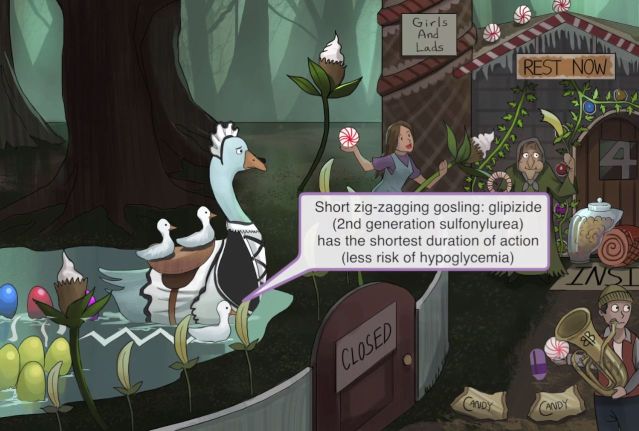 Girls
And
Lads
REST NOW
4
Short zig-zagging gosling: glipizide
(2nd generation sulfonylurea)
has the shortest duration of action
(less risk of hypoglycemia)
INSI
CLOSED
CANDY
CANDY